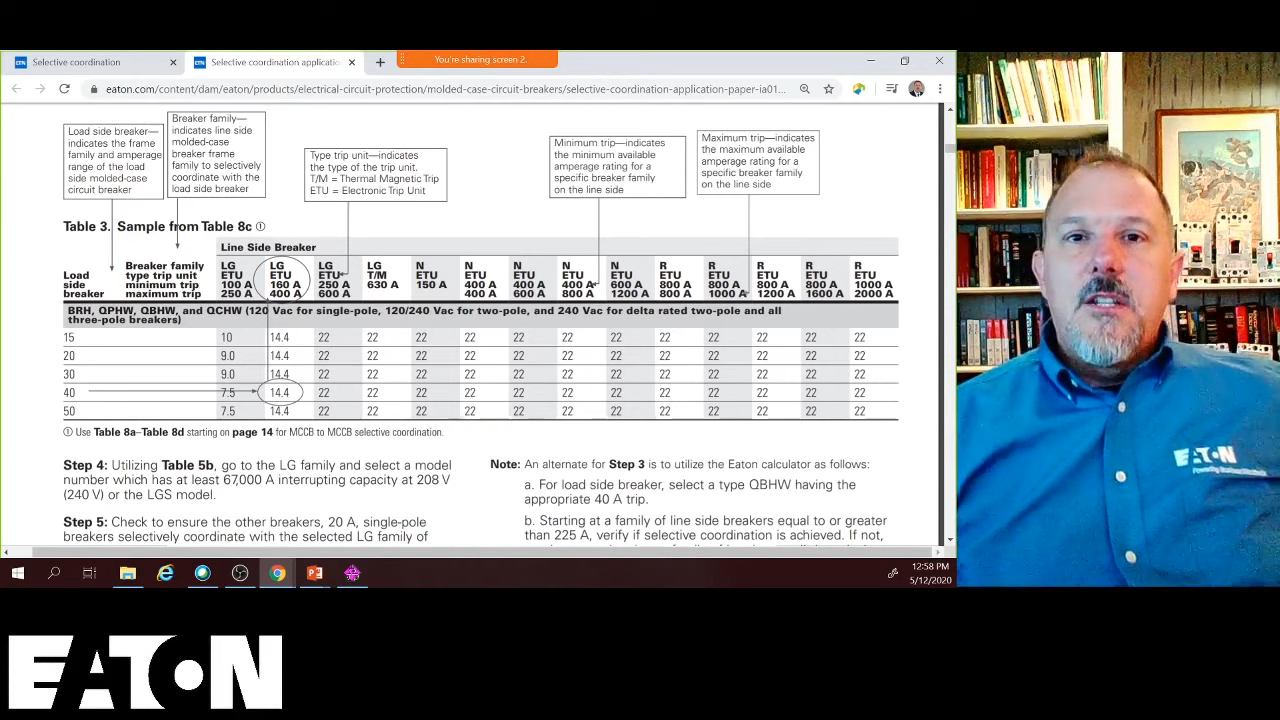 Selective coordination
Selective coordination applicatio
You're sharing screen 2.
eaton.com/content/dam/eaton/products/electrical-circuit-protection/molded-case-circuit-breakers/selective-coordination-application-paper-ia01...
Load side breaker—
indicates the frame
family and amperage
range of the load
side molded-case
circuit breaker
Breaker family—
indicates line side
molded-case
breaker frame
family to selectively
coordinate with the
load side breaker
Type trip unit—indicates
the type of the trip unit.
T/M = Thermal Magnetic Trip
ETU = Electronic Trip Unit
Minimum trip—indicates
the minimum available
amperage rating for a
specific breaker family
on the line side
Maximum trip—indicates
the maximum available
amperage rating for a
specific breaker family
on the line side
Table 3. Sample from Table 8c ①
Line Side Breaker
Load side breaker
Breaker family LG LG LG LG N N N N N R R R R R
type trip unit ETU ETU ETU T/M ETU ETU ETU ETU ETU ETU ETU ETU ETU ETU
minimum trip 100 A 160 A 250 A 630 A 150 A 400 A 400 A 400 A 600 A 800 A 800 A 800 A 800 A 1000 A
maximum trip 250 A 400 A 600 A 400 A 600 A 800 A 1200 A 800 A 1000A 1200 A 1600 A 2000 A
BRH, QPHW, QBHW, and QCHW (120 Vac for single-pole, 120/240 Vac for two-pole, and 240 Vac for delta rated two-pole and all
three-pole breakers)
15 10 14.4 22 22 22 22 22 22 22 22 22 22 22 22
20 9.0 14.4 22 22 22 22 22 22 22 22 22 22 22 22
30 9.0 14.4 22 22 22 22 22 22 22 22 22 22 22 22
40 7.5 14.4 22 22 22 22 22 22 22 22 22 22 22 22
50 7.5 14.4 22 22 22 22 22 22 22 22 22 22 22 22
① Use Table 8a–Table 8d starting on page 14 for MCCB to MCCB selective coordination.
Step 4: Utilizing Table 5b, go to the LG family and select a model
number which has at least 67,000 A interrupting capacity at 208 V
(240 V) or the LGS model.
Step 5: Check to ensure the other breakers, 20 A, single-pole
breakers selectively coordinate with the selected LG family of
Note: An alternate for Step 3 is to utilize the Eaton calculator as follows:
a. For load side breaker, select a type QBHW having the
appropriate 40 A trip.
b. Starting at a family of line side breakers equal to or greater
than 225 A, verify if selective coordination is achieved. If not,
12:58 PM
5/12/2020
EATON
EATON